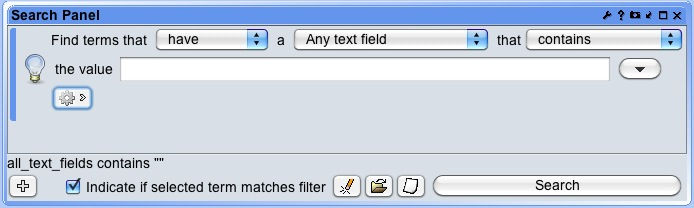 Search Panel
Find terms that have a Any text field that contains
the value
all_text_fields contains ""
Indicate if selected term matches filter Search